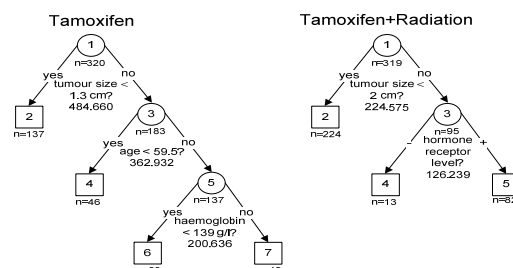 Tamoxifen
1
n=320
yes
no
tumour size <
1.3 cm?
484.660
2
n=137
3
n=183
yes
no
age < 59.5?
362.932
4
n=46
5
n=137
yes
no
haemoglobin
< 139 g/l?
200.636
6
7
Tamoxifen+Radiation
1
n=319
yes
no
tumour size <
2 cm?
224.575
2
n=224
3
n=95
-
+
hormone
receptor
level?
126.239
4
n=13
5
n=82